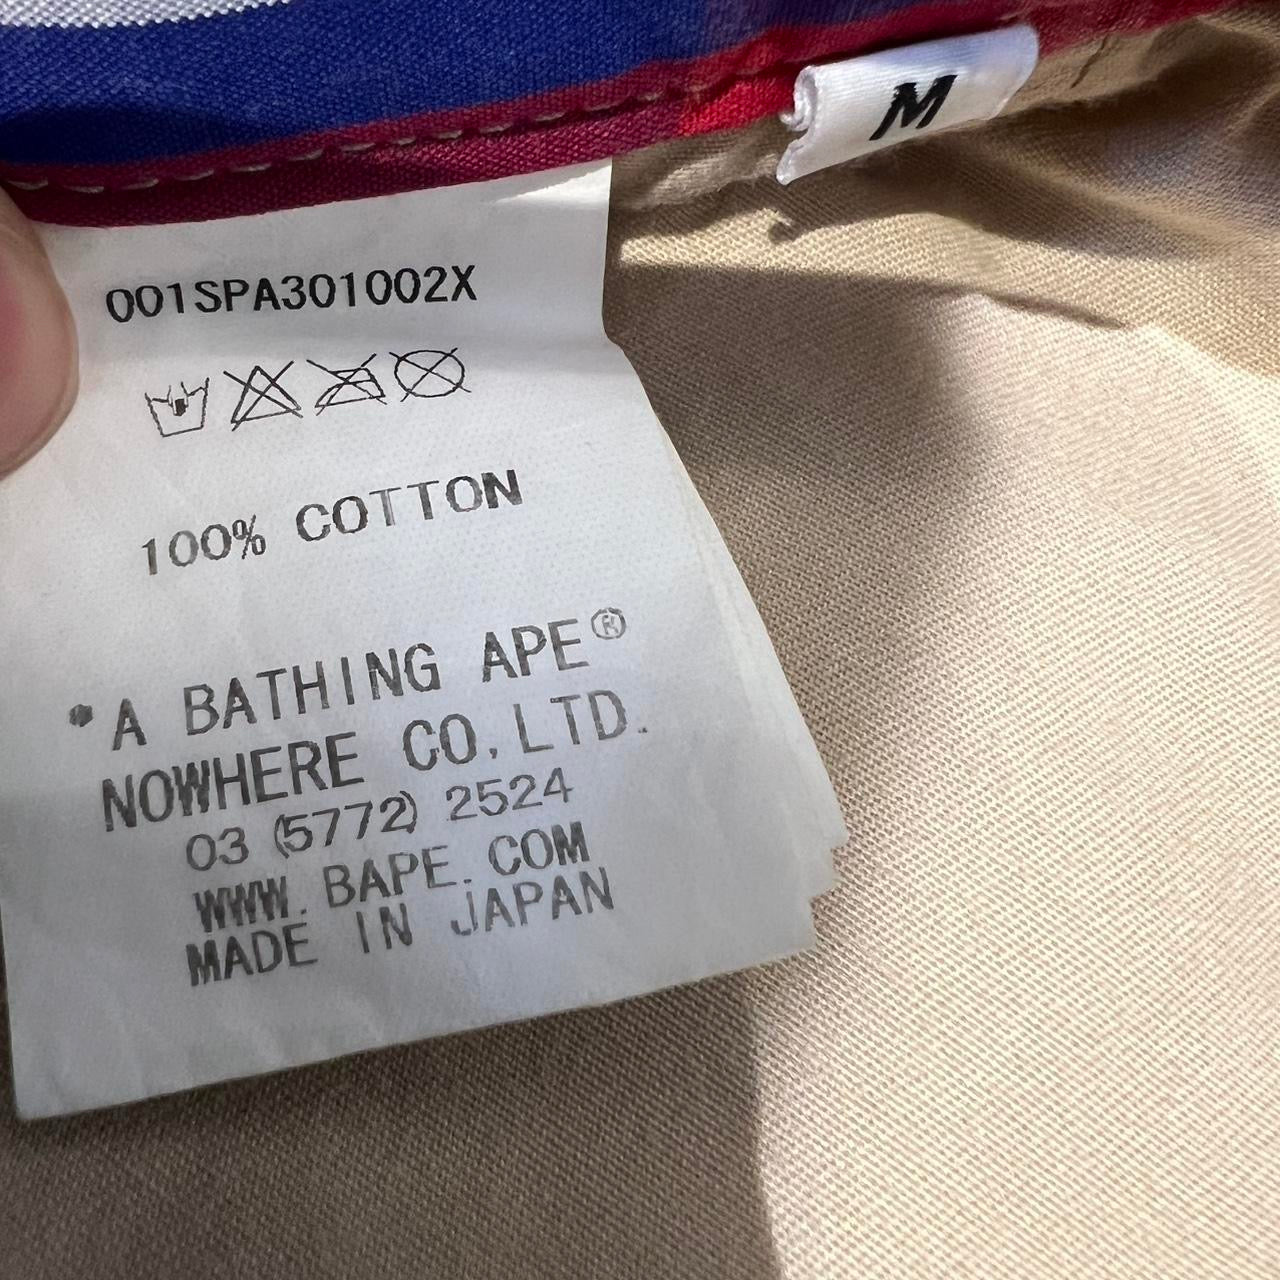 M
001SPA301002X
100% COTTON
*A BATHING APE®
NOWHERE CO, LTD.
03 (5772) 2524
WWW. BAPE. COM
MADE IN JAPAN